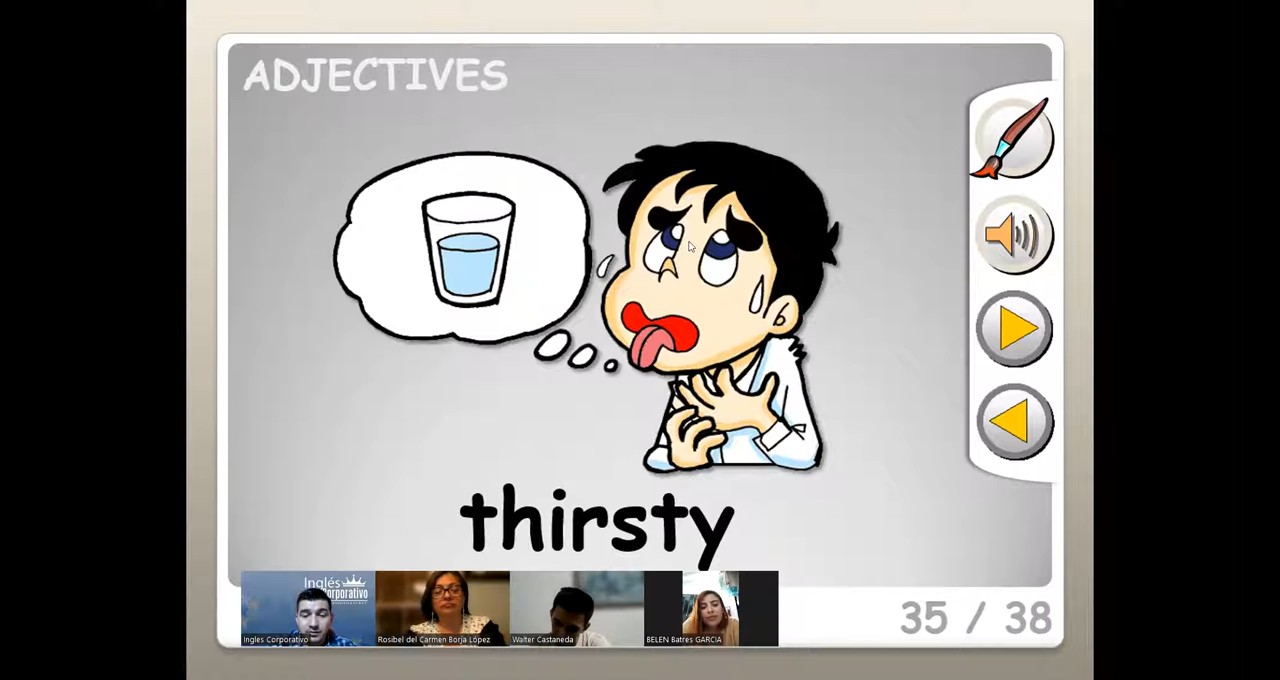 ADJECTIVES
thirsty
Inglés
Corporativo
Ingles Corporativo
Rosibel del Carmen Borja López
Walter Castaneda
BELEN Batres GARCIA
35 / 38